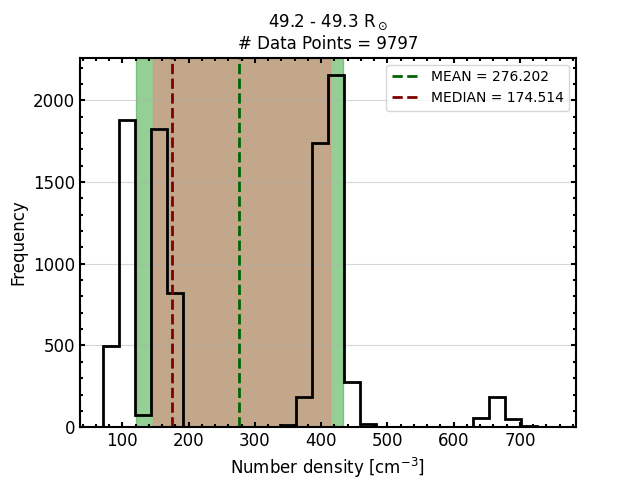 49.2 - 49.3 R⊙
# Data Points = 9797
MEAN = 276.202
MEDIAN = 174.514
Frequency
2000
1500
1000
500
0
100 200 300 400 500 600 700
Number density [cm⁻³]